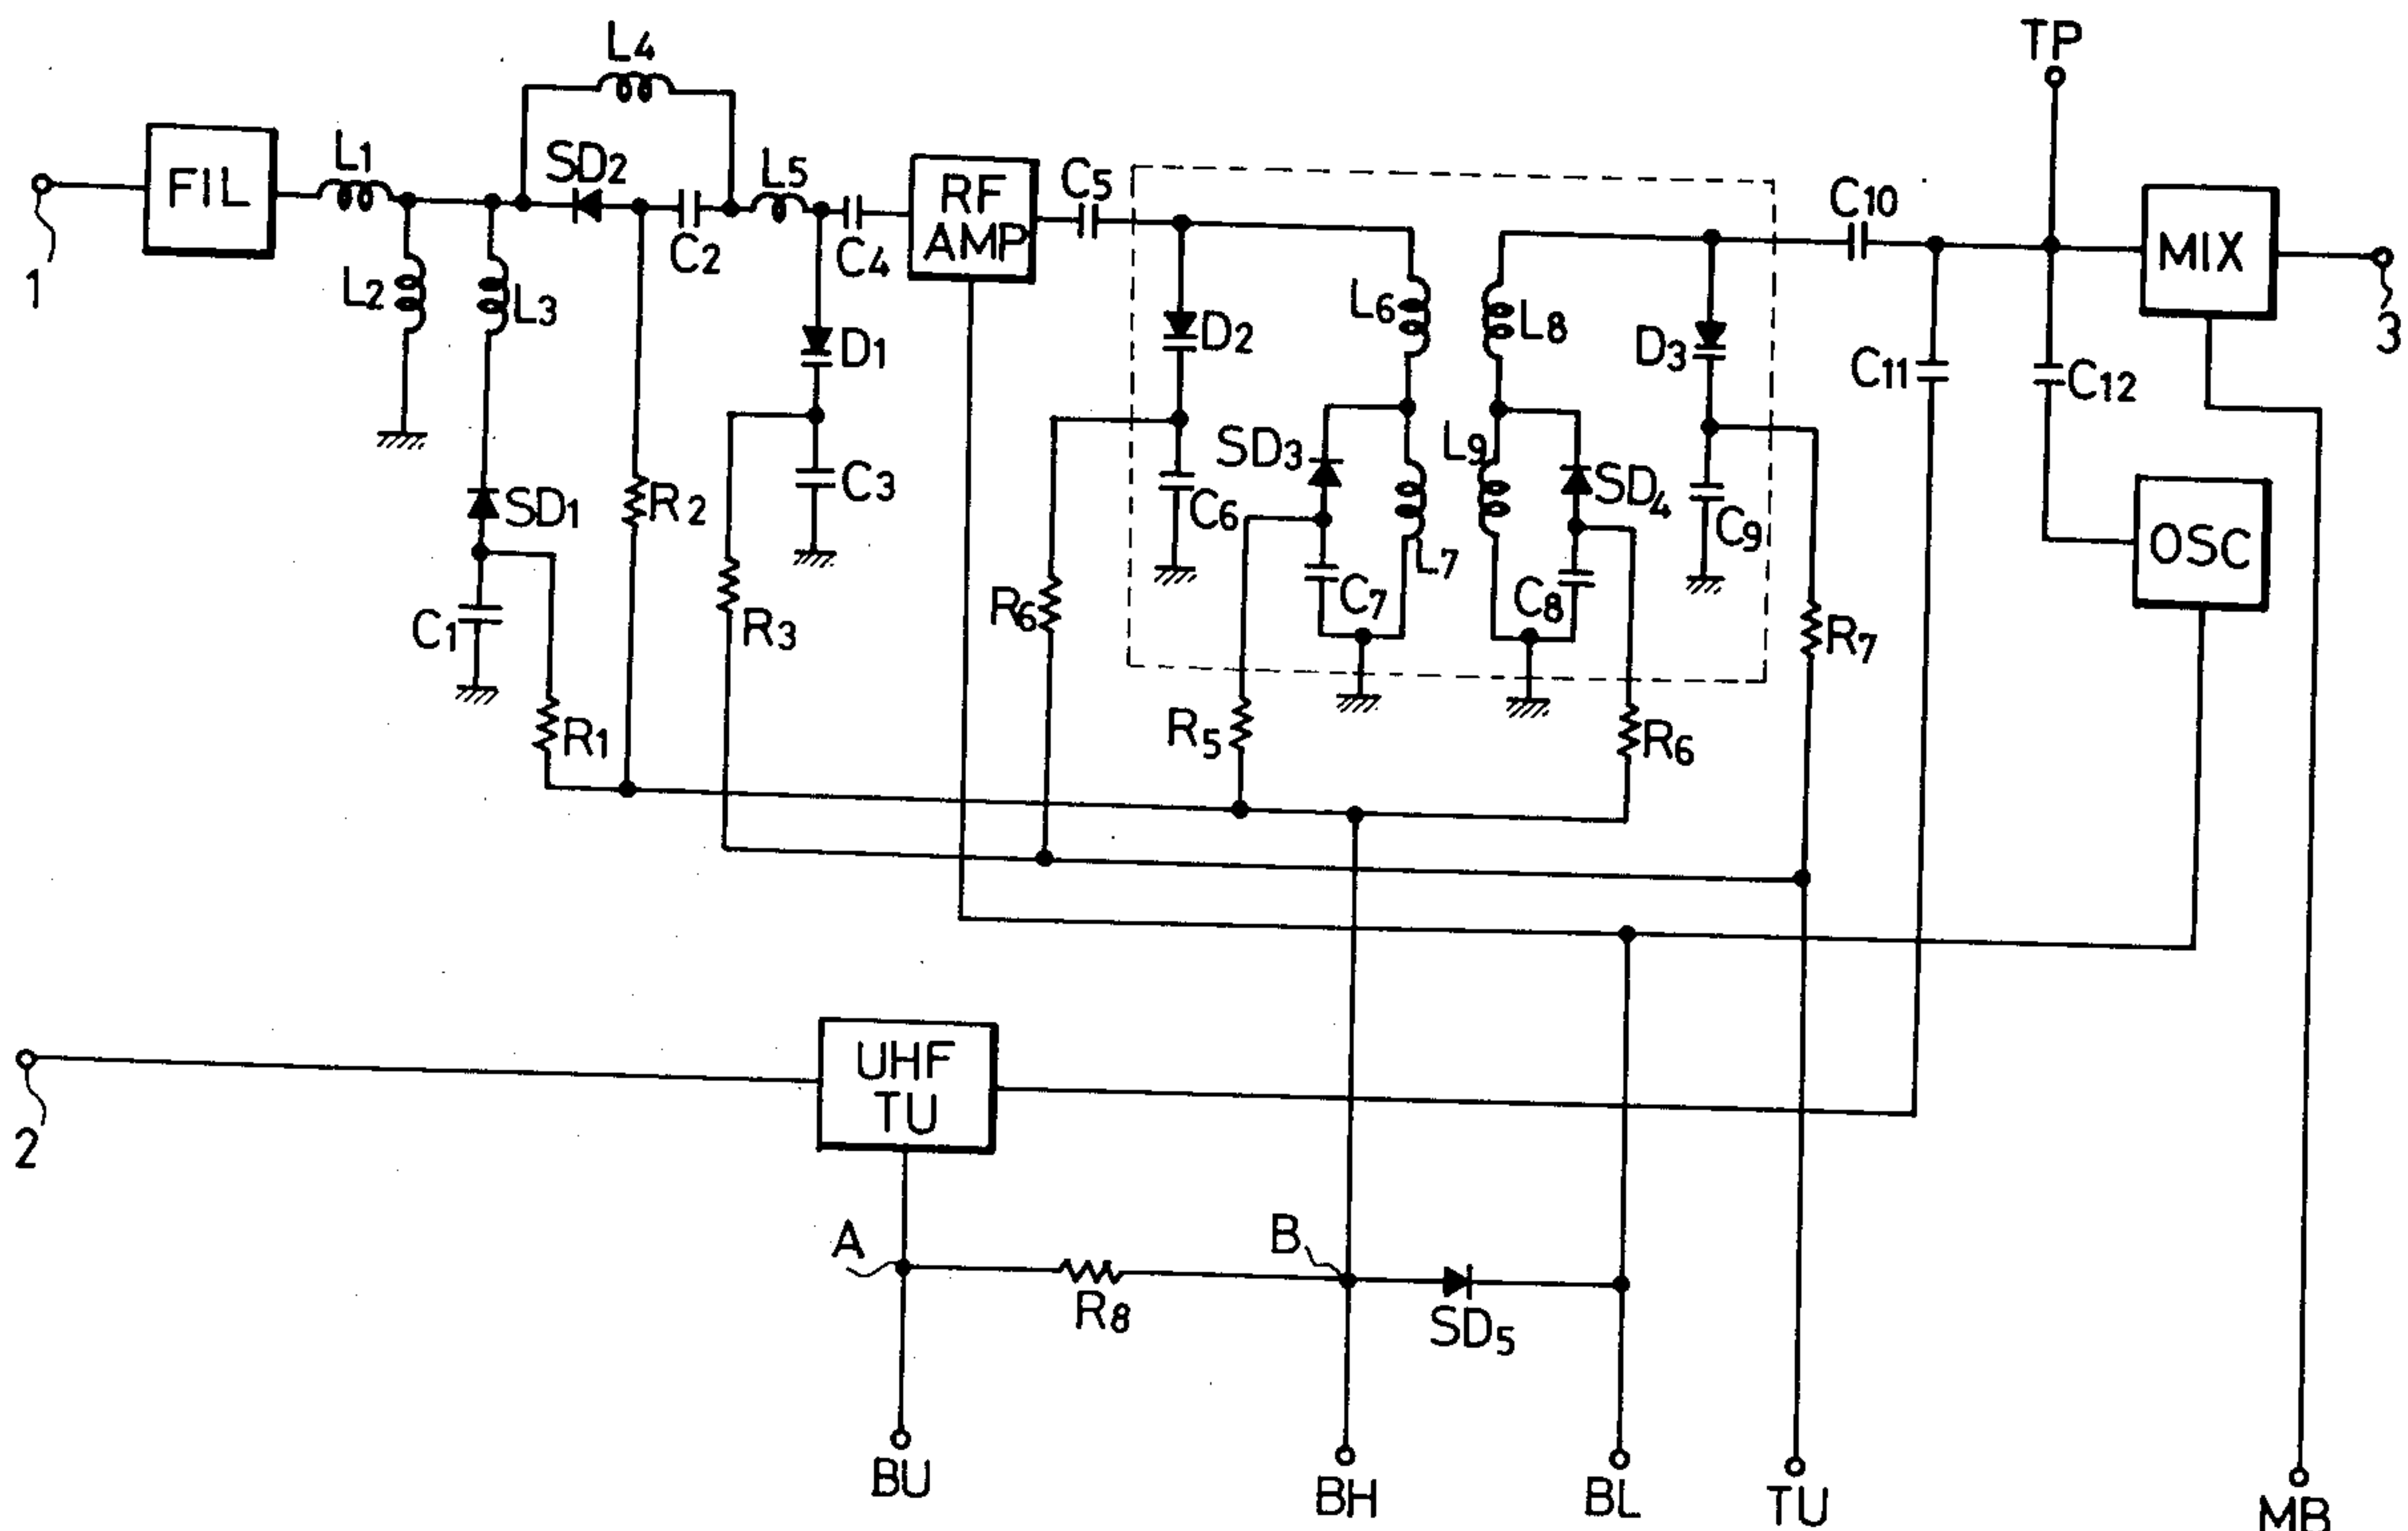 TP
L4
L1
SD2
L5
FIL
C2
C4
RF
AMP
C5
C10
MIX
1
L2
L3
D1
D2
L6
L8
D3
C11
C12
3
SD1
R2
C3
C6
SD3
L9
SD4
C9
OSC
C1
R3
R6
C7
L7
C8
R7
R1
R5
R6
UHF
TU
2
A
B
R8
SD5
BU
BH
BL
TU
MB